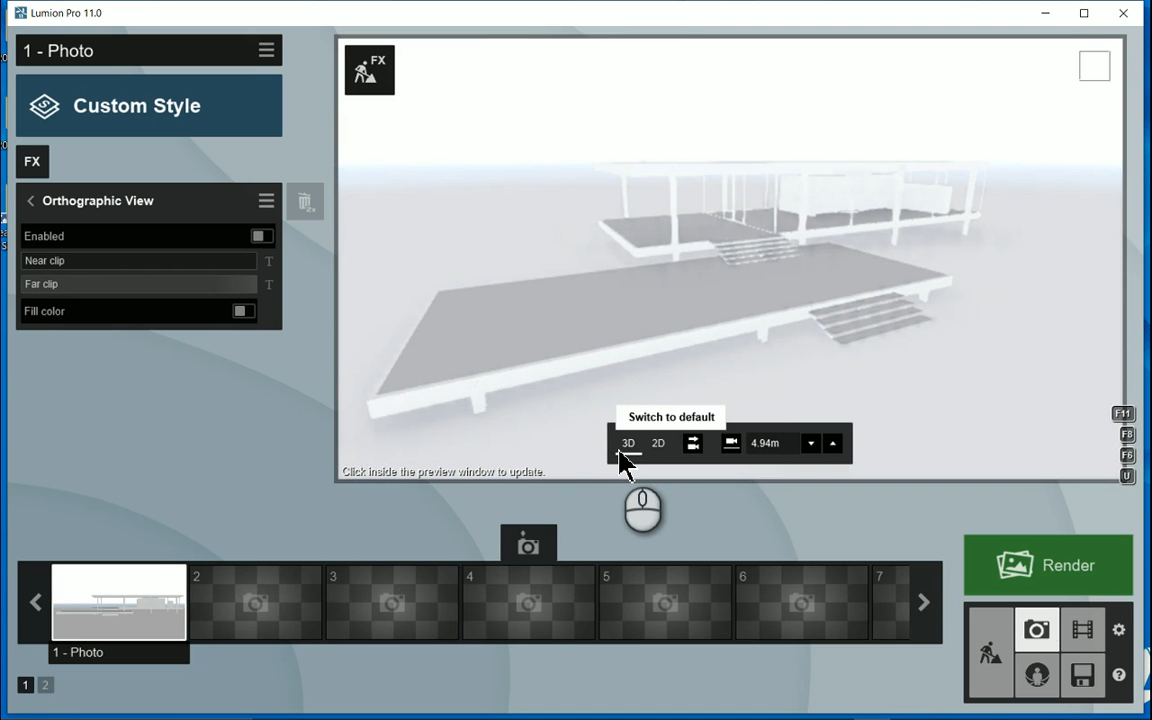 Lumion Pro 11.0
1 - Photo
FX
Custom Style
FX
Orthographic View
Enabled
Near clip
T
Far clip
T
Fill color
Switch to default
3D
2D
4.94m
Click inside the preview window to update.
F11
F8
F6
U
Render
2
3
4
5
6
7
1 - Photo
1
2
?